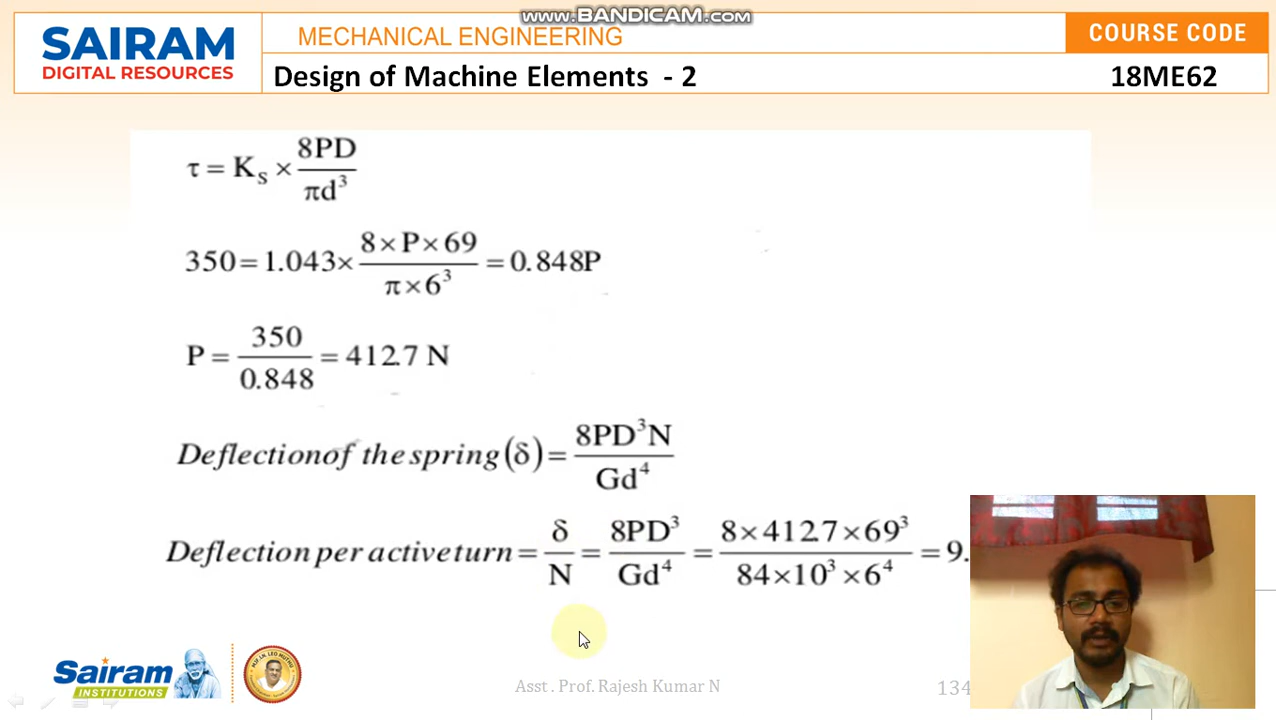 www.BANDICAM.com
SAIRAM
DIGITAL RESOURCES
MECHANICAL ENGINEERING
COURSE CODE
Design of Machine Elements - 2
18ME62
τ = K_s × 8PD / πd³
350 = 1.043 × 8 × P × 69 / π × 6³ = 0.848P
P = 350 / 0.848 = 412.7 N
Deflection of the spring (δ) = 8PD³N / Gd⁴
Deflection per active turn = δ / N = 8PD³ / Gd⁴ = 8 × 412.7 × 69³ / 84 × 10³ × 6⁴ = 9.
Sairam
INSTITUTIONS
Asst . Prof. Rajesh Kumar N
134